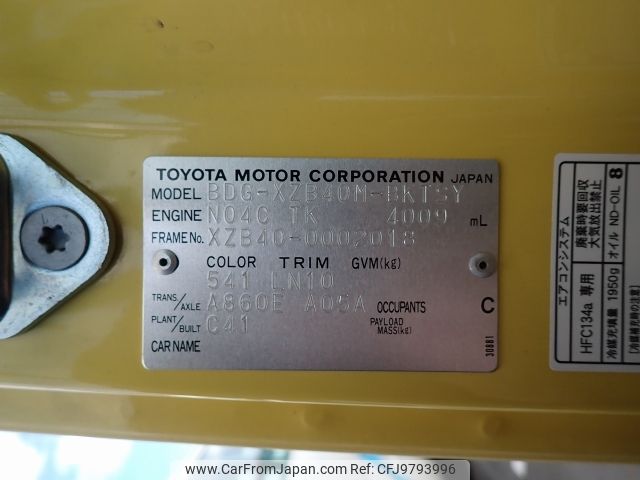 TOYOTA MOTOR CORPORATION JAPAN
MODEL BDG-XZB40M-BKTSY
ENGINE N04C TK 4009 mL
FRAME No. XZB40-0002018
COLOR TRIM GVM(kg)
541 LN10
TRANS./AXLE A860E A05A OCCUPANTS C
PLANT/BUILT C41 PAYLOAD MASS(kg)
CAR NAME
30881
エアコンシステム
HFC134a 専用
冷媒充填量 1950g
廃棄時要回収
大気放出禁止
オイル ND-OIL 8
www.CarFromJapan.com Car Photo ID: CFJ9793996